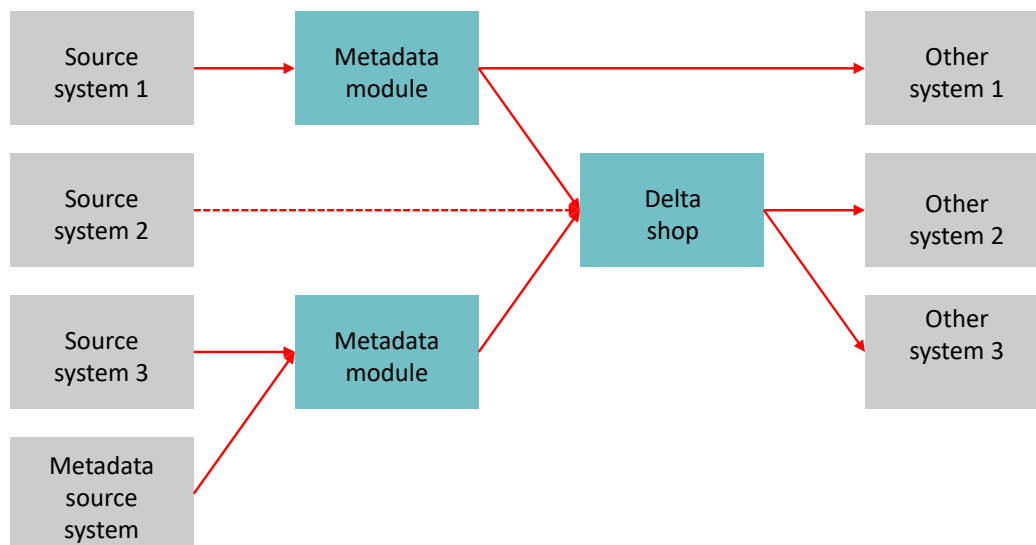 Source
system 1
Metadata
module
Other
system 1
Source
system 2
Delta
shop
Other
system 2
Source
system 3
Metadata
module
Other
system 3
Metadata
source
system